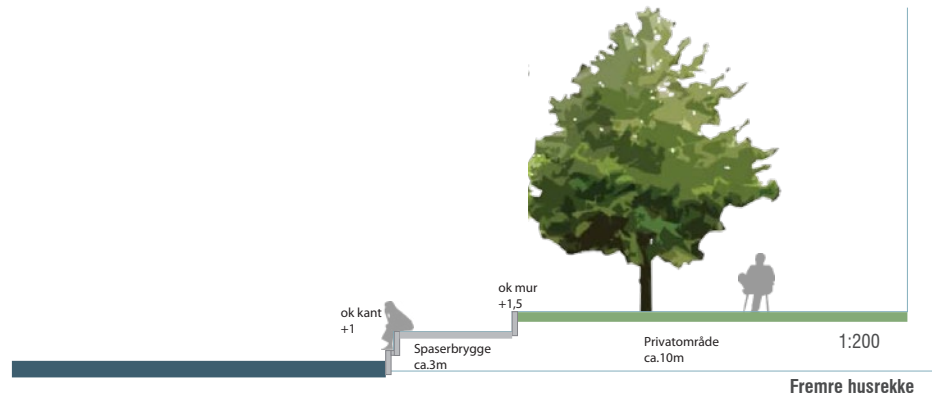 ok mur
+1,5
ok kant
+1
Spaserbrygge
ca.3m
Privatområde
ca.10m
1:200
Fremre husrekke